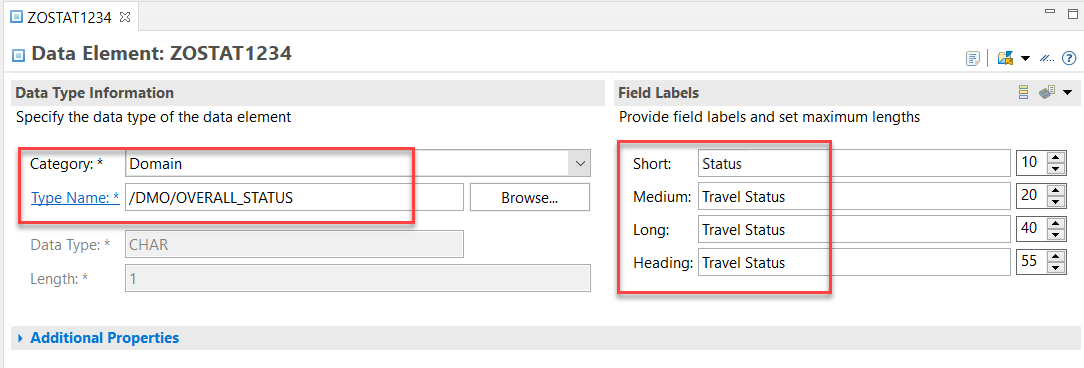 ZOSTAT1234
Data Element: ZOSTAT1234
Data Type Information
Specify the data type of the data element
Category: * Domain
Type Name: * /DMO/OVERALL_STATUS Browse...
Data Type: * CHAR
Length: * 1
Field Labels
Provide field labels and set maximum lengths
Short: Status 10
Medium: Travel Status 20
Long: Travel Status 40
Heading: Travel Status 55
Additional Properties